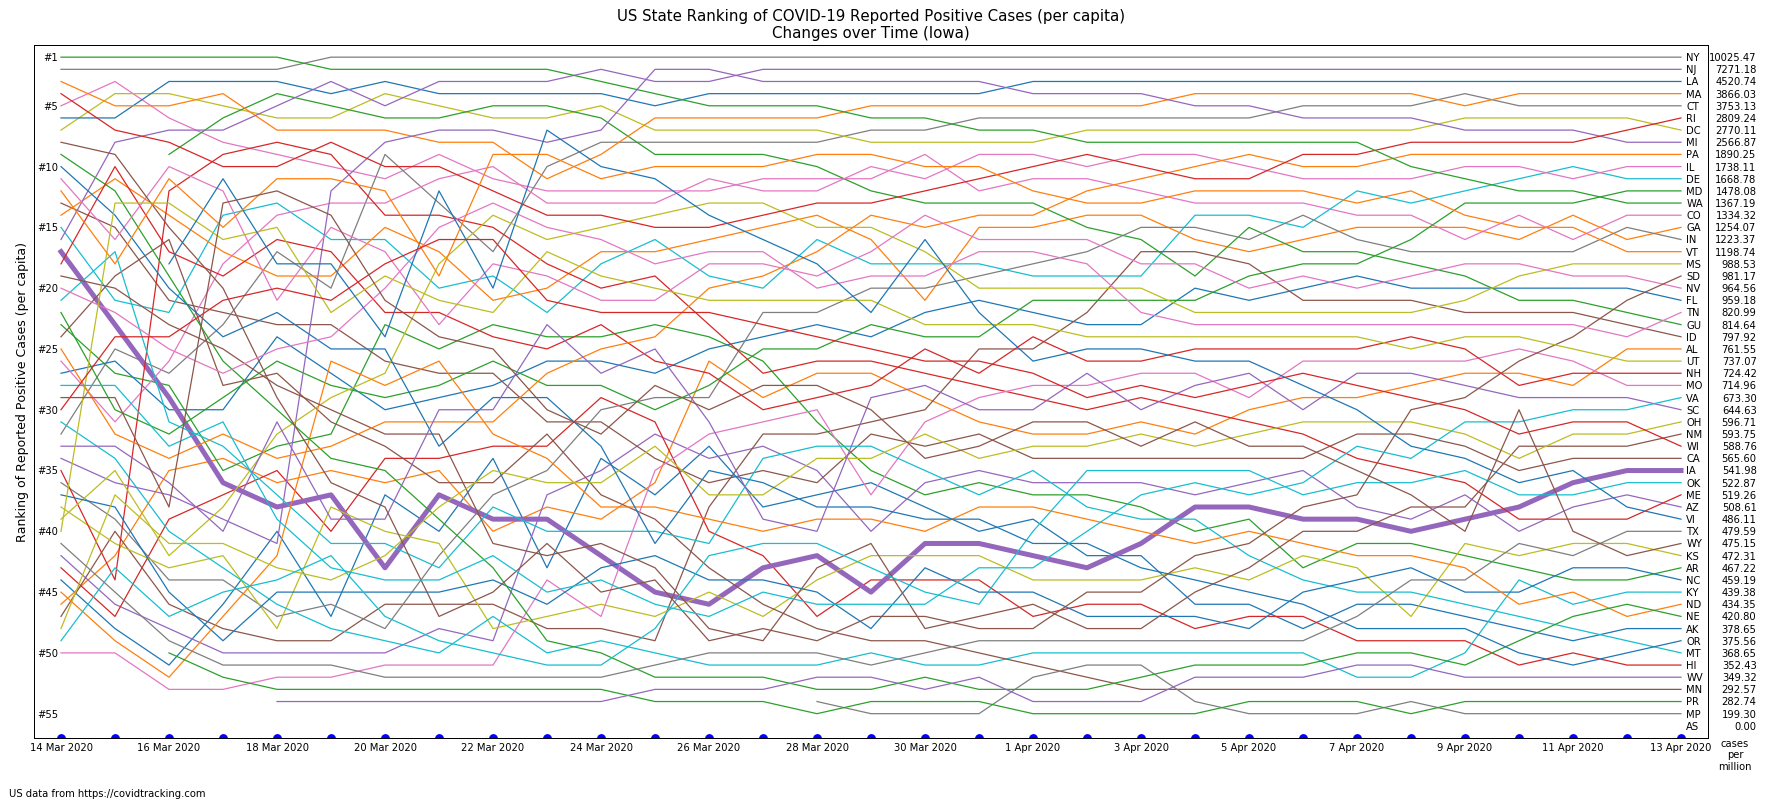 US State Ranking of COVID-19 Reported Positive Cases (per capita)
Changes over Time (Iowa)
Ranking of Reported Positive Cases (per capita)
#1
#5
#10
#15
#20
#25
#30
#35
#40
#45
#50
#55
NY 10025.47
NJ 7271.18
LA 4520.74
MA 3866.03
CT 3753.13
RI 2809.24
DC 2770.11
MI 2566.87
PA 1890.25
IL 1738.11
DE 1668.78
MD 1478.08
WA 1367.19
CO 1334.32
GA 1254.07
IN 1223.37
VT 1198.74
MS 988.53
SD 981.17
NV 964.56
FL 959.18
TN 820.99
GU 814.64
ID 797.92
AL 761.55
UT 737.07
NH 724.42
MO 714.96
VA 673.30
SC 644.63
OH 596.71
NM 593.75
WI 588.76
CA 565.60
IA 541.98
OK 522.87
ME 519.26
AZ 508.61
VI 486.11
TX 479.59
WY 475.15
KS 472.31
AR 467.22
NC 459.19
KY 439.38
ND 434.35
NE 420.80
AK 378.65
OR 375.56
MT 368.65
HI 352.43
WV 349.32
MN 292.57
PR 282.74
MP 199.30
AS 0.00
14 Mar 2020 16 Mar 2020 18 Mar 2020 20 Mar 2020 22 Mar 2020 24 Mar 2020 26 Mar 2020 28 Mar 2020 30 Mar 2020 1 Apr 2020 3 Apr 2020 5 Apr 2020 7 Apr 2020 9 Apr 2020 11 Apr 2020 13 Apr 2020
cases
per
million
US data from https://covidtracking.com